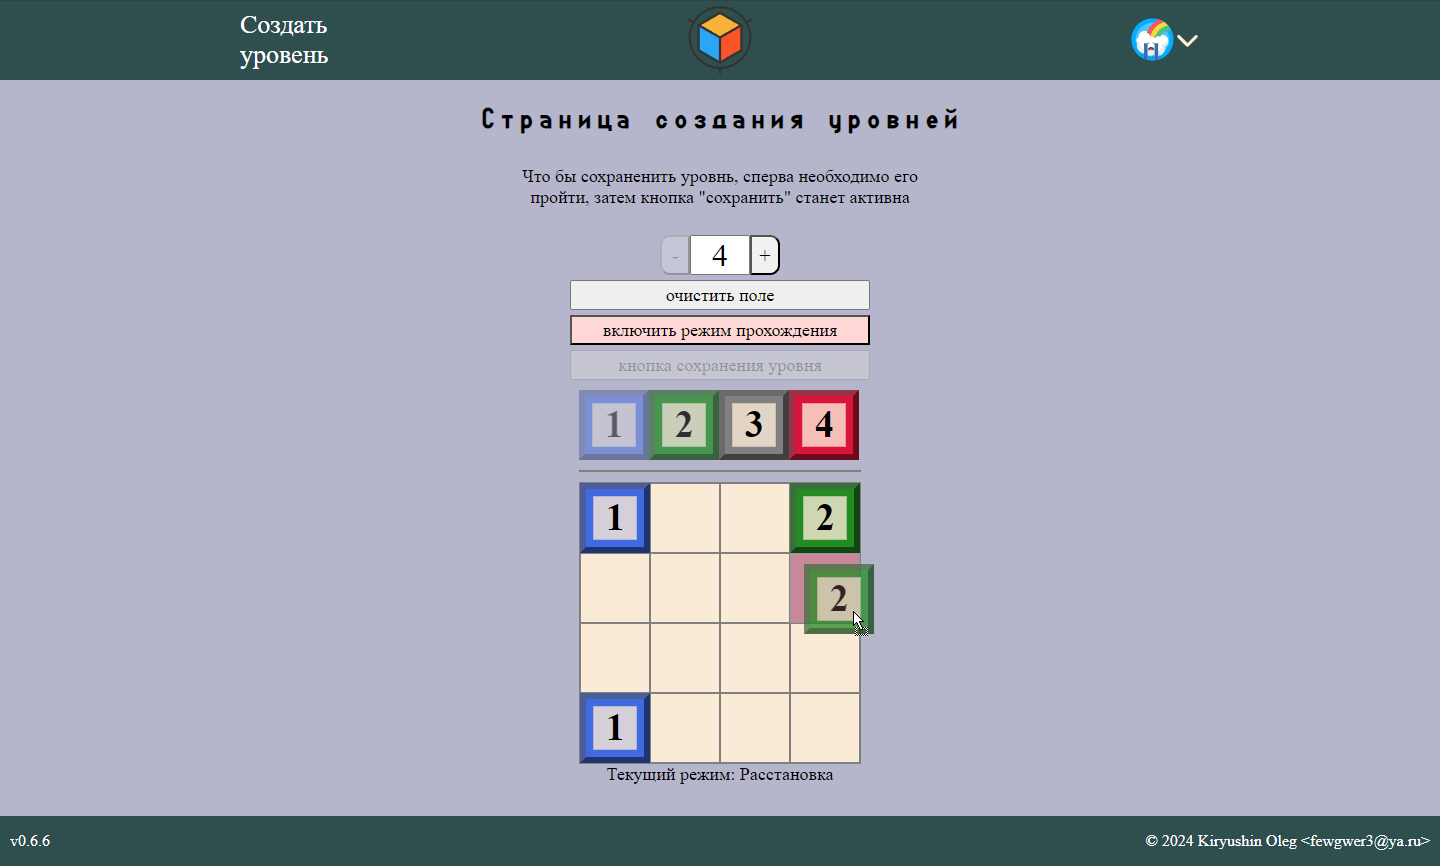 Создать
уровень
Страница создания уровней
Что бы сохраненить уровнь, сперва необходимо его
пройти, затем кнопка "сохранить" станет активна
- 4 +
очистить поле
включить режим прохождения
кнопка сохранения уровня
1 2 3 4
1 2
2
1
Текущий режим: Расстановка
v0.6.6 © 2024 Kiryushin Oleg <fewgwer3@ya.ru>